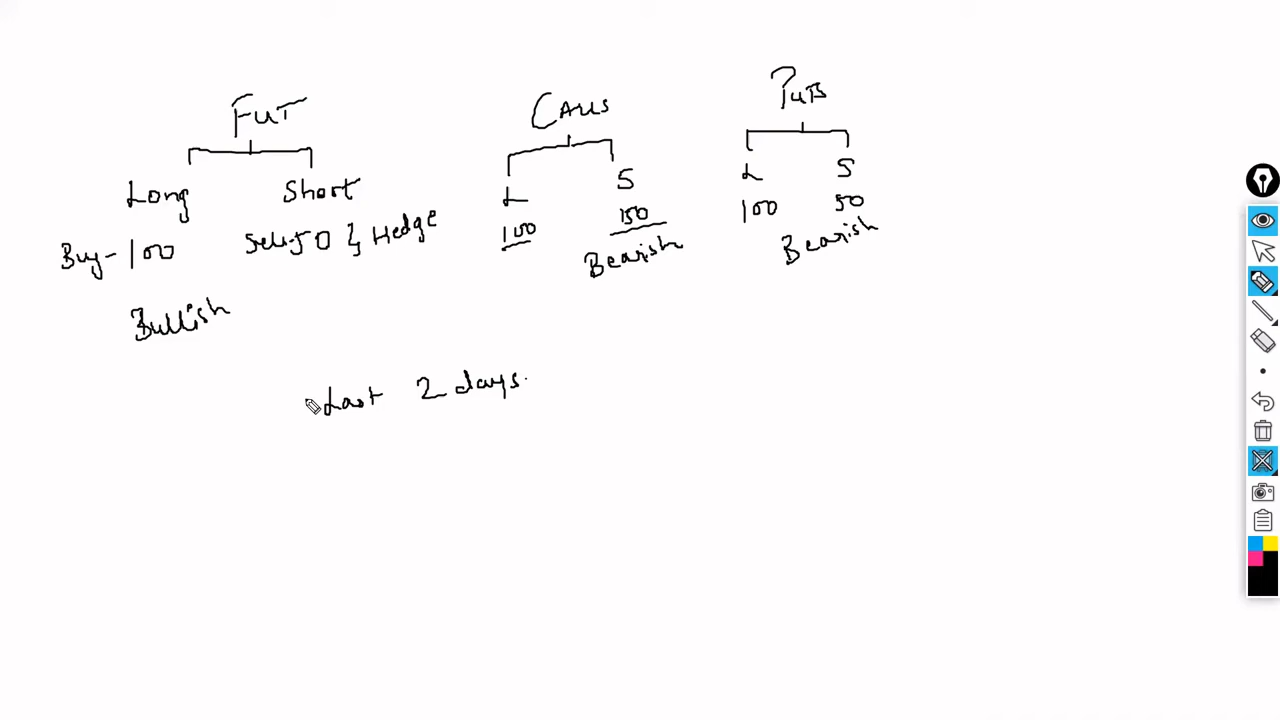 FUT
Long Short
Buy - 100 Sell - 50 } Hedge
Bullish
CALLS
L S
100 150
Bearish
PUTS
L S
100 50
Bearish
Last 2 days.